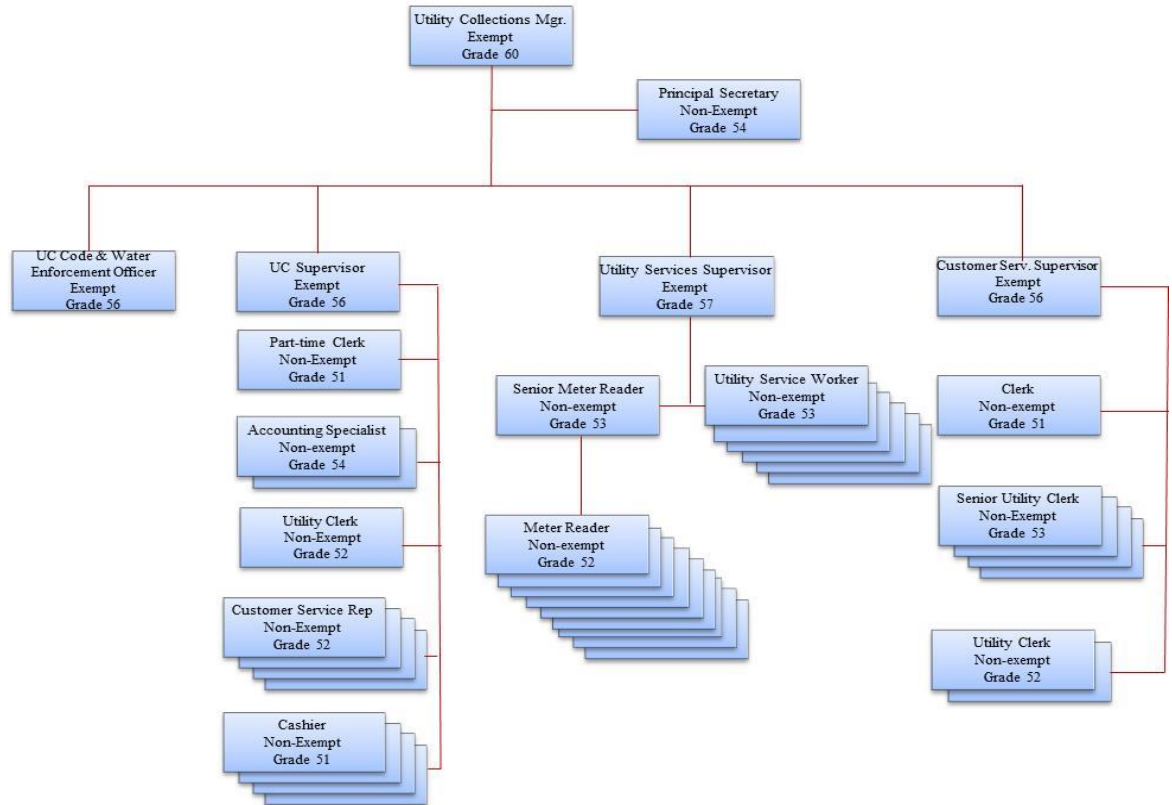 Utility Collections Mgr.
Exempt
Grade 60
Principal Secretary
Non-Exempt
Grade 54
UC Code & Water
Enforcement Officer
Exempt
Grade 56
UC Supervisor
Exempt
Grade 56
Utility Services Supervisor
Exempt
Grade 57
Customer Serv. Supervisor
Exempt
Grade 56
Part-time Clerk
Non-Exempt
Grade 51
Accounting Specialist
Non-exempt
Grade 54
Utility Clerk
Non-Exempt
Grade 52
Customer Service Rep
Non-Exempt
Grade 52
Cashier
Non-Exempt
Grade 51
Senior Meter Reader
Non-exempt
Grade 53
Utility Service Worker
Non-exempt
Grade 53
Meter Reader
Non-exempt
Grade 52
Clerk
Non-exempt
Grade 51
Senior Utility Clerk
Non-Exempt
Grade 53
Utility Clerk
Non-exempt
Grade 52